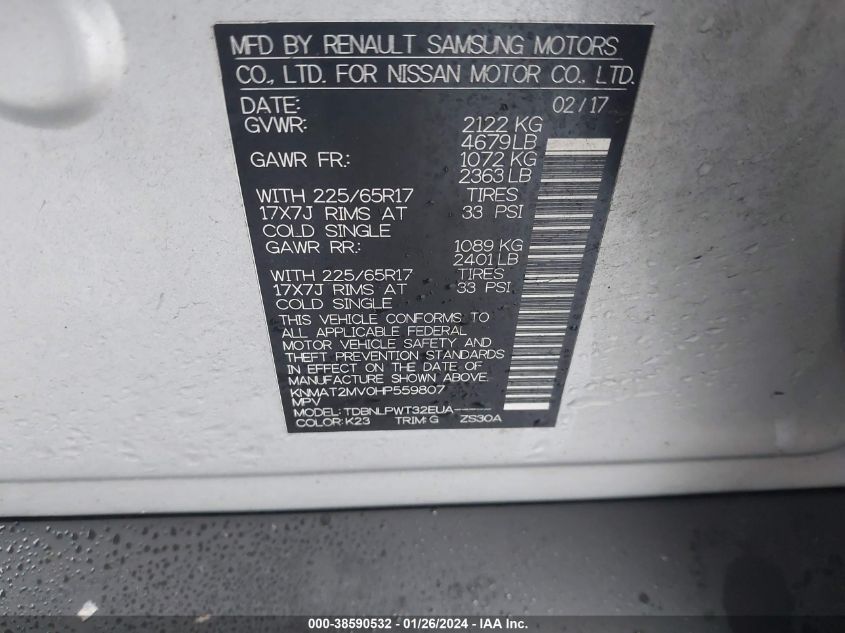 MFD BY RENAULT SAMSUNG MOTORS
CO., LTD. FOR NISSAN MOTOR CO., LTD.
DATE: 02/17
GVWR: 2122 KG
4679LB
GAWR FR.: 1072 KG
2363 LB
WITH 225/65R17 TIRES
17X7J RIMS AT 33 PSI
COLD SINGLE
GAWR RR.: 1089 KG
2401 LB
WITH 225/65R17 TIRES
17X7J RIMS AT 33 PSI
COLD SINGLE
THIS VEHICLE CONFORMS TO
ALL APPLICABLE FEDERAL
MOTOR VEHICLE SAFETY AND
THEFT PREVENTION STANDARDS
IN EFFECT ON THE DATE OF
MANUFACTURE SHOWN ABOVE.
KNMAT2MV0HP559807
MPV
MODEL: TDBNLPWT32EUA-----
COLOR: K23 TRIM: G ZS30A
000-38590532 - 01/26/2024 - IAA Inc.